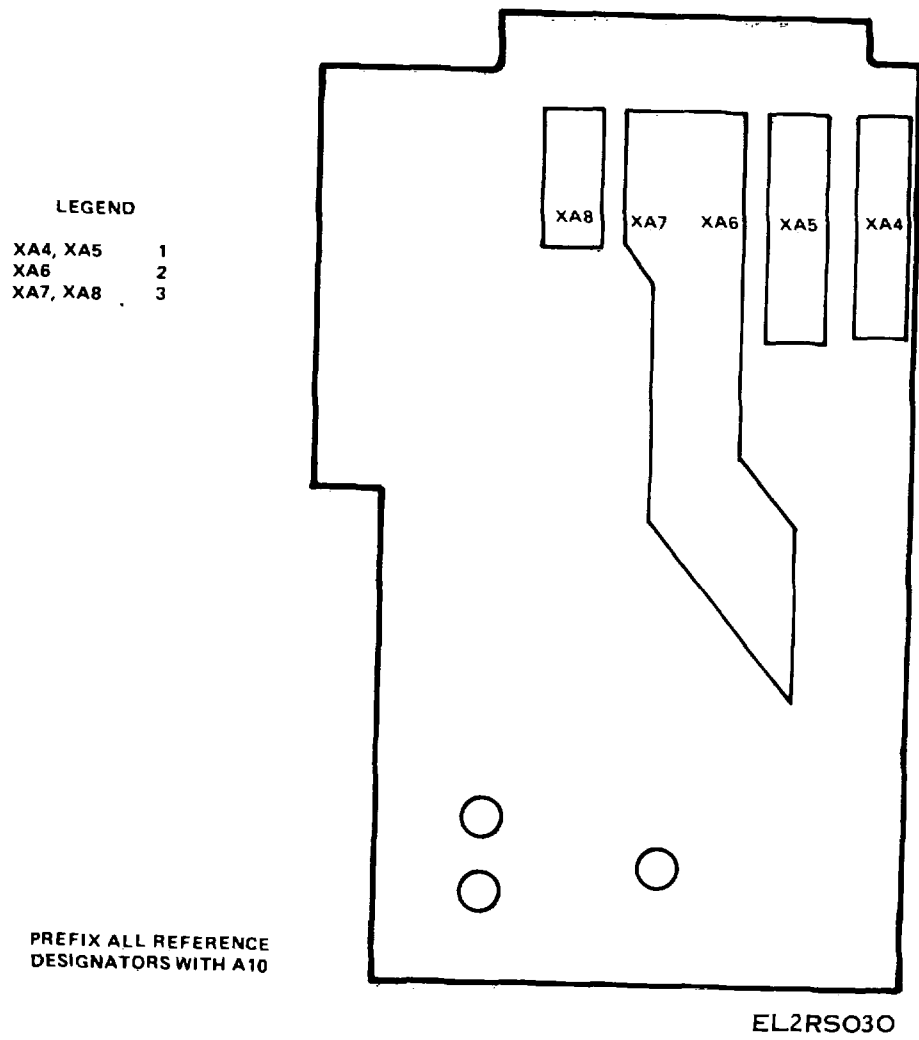 LEGEND
XA4, XA5 1
XA6 2
XA7, XA8 3
XA8 XA7 XA6 XA5 XA4
PREFIX ALL REFERENCE
DESIGNATORS WITH A10
EL2RS030